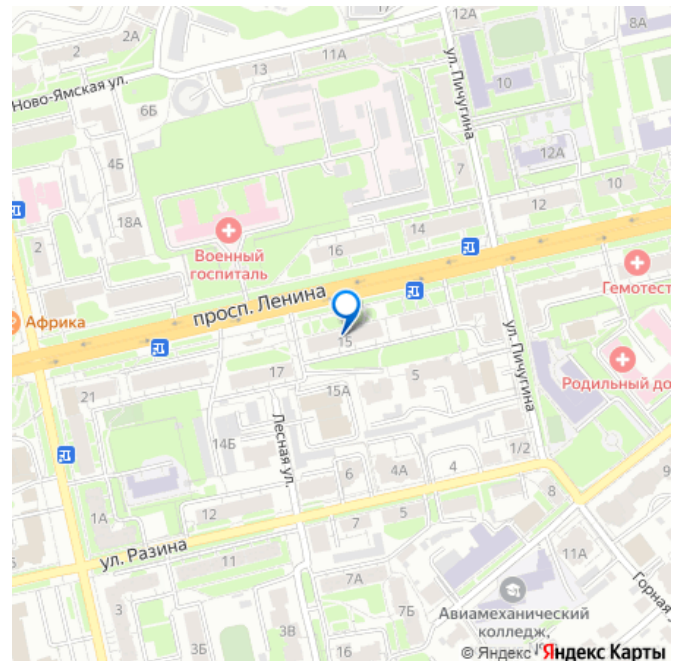 17
12А
2А
2
11А
8А
13
Ново-Ямская ул.
ул. Пичугина
10
6Б
4Б
7
12А
10
18А
12
14
2
Военный
госпиталь
16
Гемотест
просп. Ленина
Африка
15
ул. Пичугина
17
5
Родильный до
21
15А
14Б
Лесная ул.
1/2
6
4А
4
9
8
1А
12
7
5
ул. Разина
11
11А
7А
3
Горная
7Б
Авиамеханический
колледж,
3Б
3В
© Яндекс Яндекс Карты